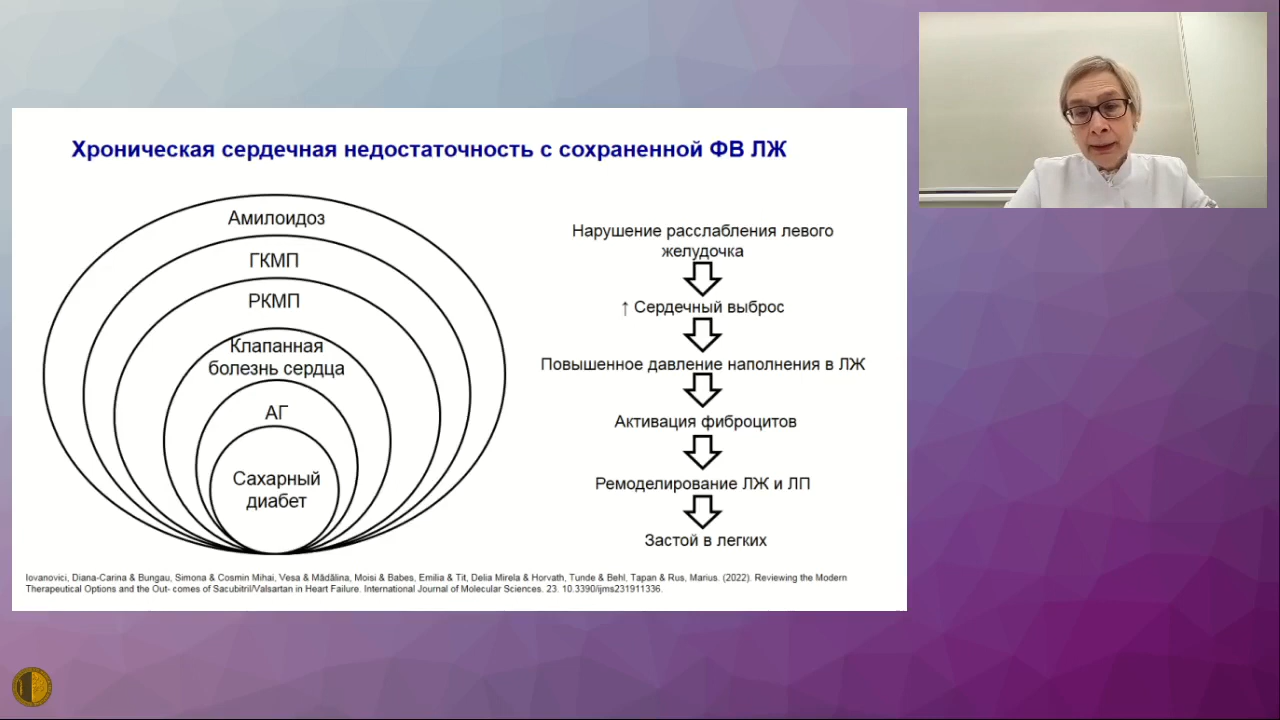 Хроническая сердечная недостаточность с сохраненной ФВ ЛЖ
Амилоидоз
ГКМП
РКМП
Клапанная
болезнь сердца
АГ
Сахарный
диабет
Нарушение расслабления левого
желудочка
↑ Сердечный выброс
Повышенное давление наполнения в ЛЖ
Активация фиброцитов
Ремоделирование ЛЖ и ЛП
Застой в легких
Iovanovici, Diana-Carina & Bungau, Simona & Cosmin Mihai, Vesa & Mădălina, Moisi & Babes, Emilia & Tit, Delia Mirela & Horvath, Tunde & Behl, Tapan & Rus, Marius. (2022). Reviewing the Modern
Therapeutical Options and the Out- comes of Sacubitril/Valsartan in Heart Failure. International Journal of Molecular Sciences. 23. 10.3390/ijms231911336.